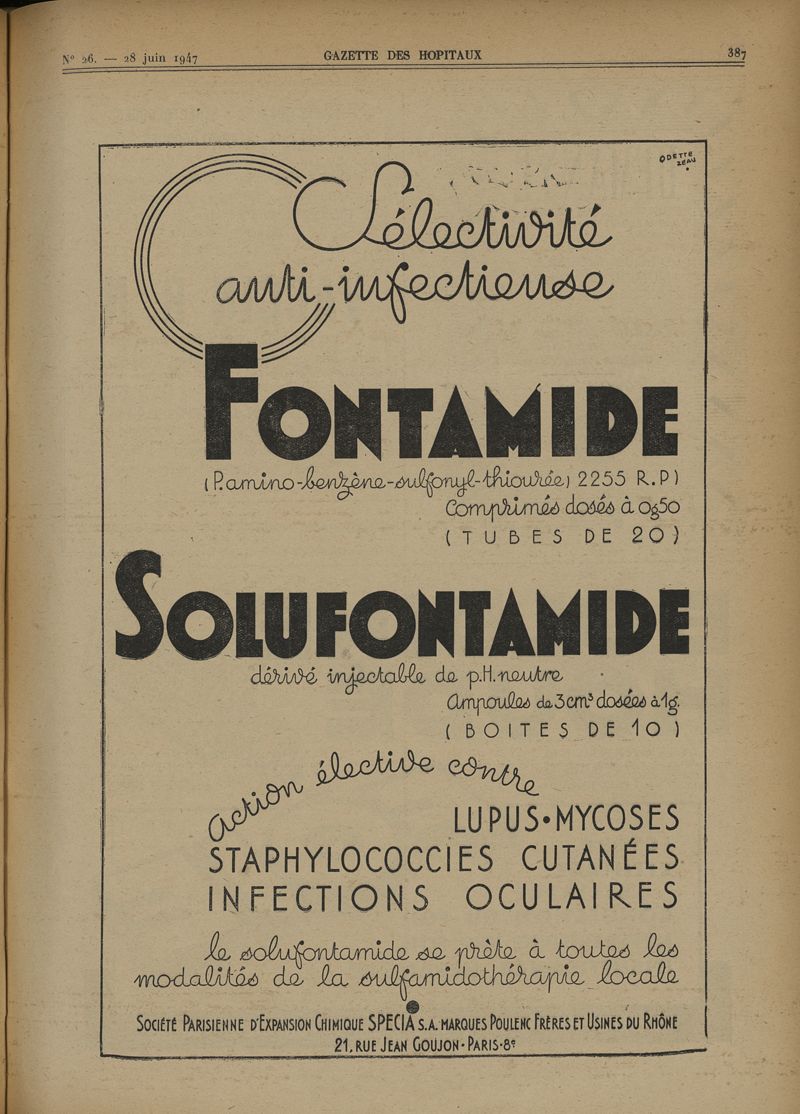 Nº 26. — 28 juin 1947
GAZETTE DES HOPITAUX
387
ODETTE
ZEAU
Sélectivité
anti-infectieuse
FONTAMIDE
(P.amino-benzène-sulfonyl-thiourée) 2255 R.P)
Comprimés dosés à 0g50
(TUBES DE 20)
SOLUFONTAMIDE
dérivé injectable de p.H. neutre
Ampoules de 3 cm³ dosées à 1g.
(BOITES DE 10)
Action élective contre
LUPUS•MYCOSES
STAPHYLOCOCCIES CUTANÉES
INFECTIONS OCULAIRES
le solufontamide se prête à toutes les
modalités de la sulfamidothérapie locale
SOCIÉTÉ PARISIENNE D'EXPANSION CHIMIQUE SPECIA S.A. MARQUES POULENC FRÈRES ET USINES DU RHÔNE
21, RUE JEAN GOUJON•PARIS-8e